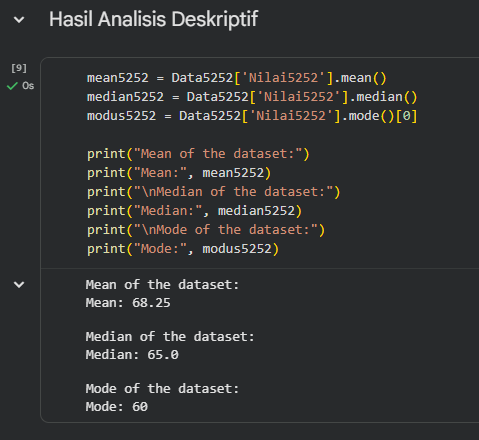 Hasil Analisis Deskriptif
[9]
0s
mean5252 = Data5252['Nilai5252'].mean()
median5252 = Data5252['Nilai5252'].median()
modus5252 = Data5252['Nilai5252'].mode()[0]
print("Mean of the dataset:")
print("Mean:", mean5252)
print("\nMedian of the dataset:")
print("Median:", median5252)
print("\nMode of the dataset:")
print("Mode:", modus5252)
Mean of the dataset:
Mean: 68.25
Median of the dataset:
Median: 65.0
Mode of the dataset:
Mode: 60